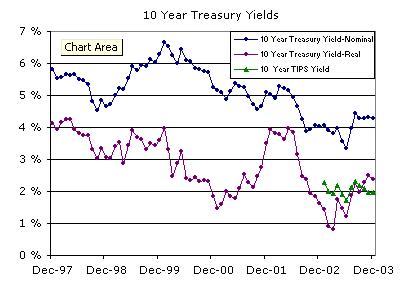 10 Year Treasury Yields
7 %
Chart Area
10 Year Treasury Yield-Nominal
10 Year Treasury Yield-Real
10 Year TIPS Yield
6 %
5 %
4 %
3 %
2 %
1 %
0 %
Dec-97 Dec-98 Dec-99 Dec-00 Dec-01 Dec-02 Dec-03